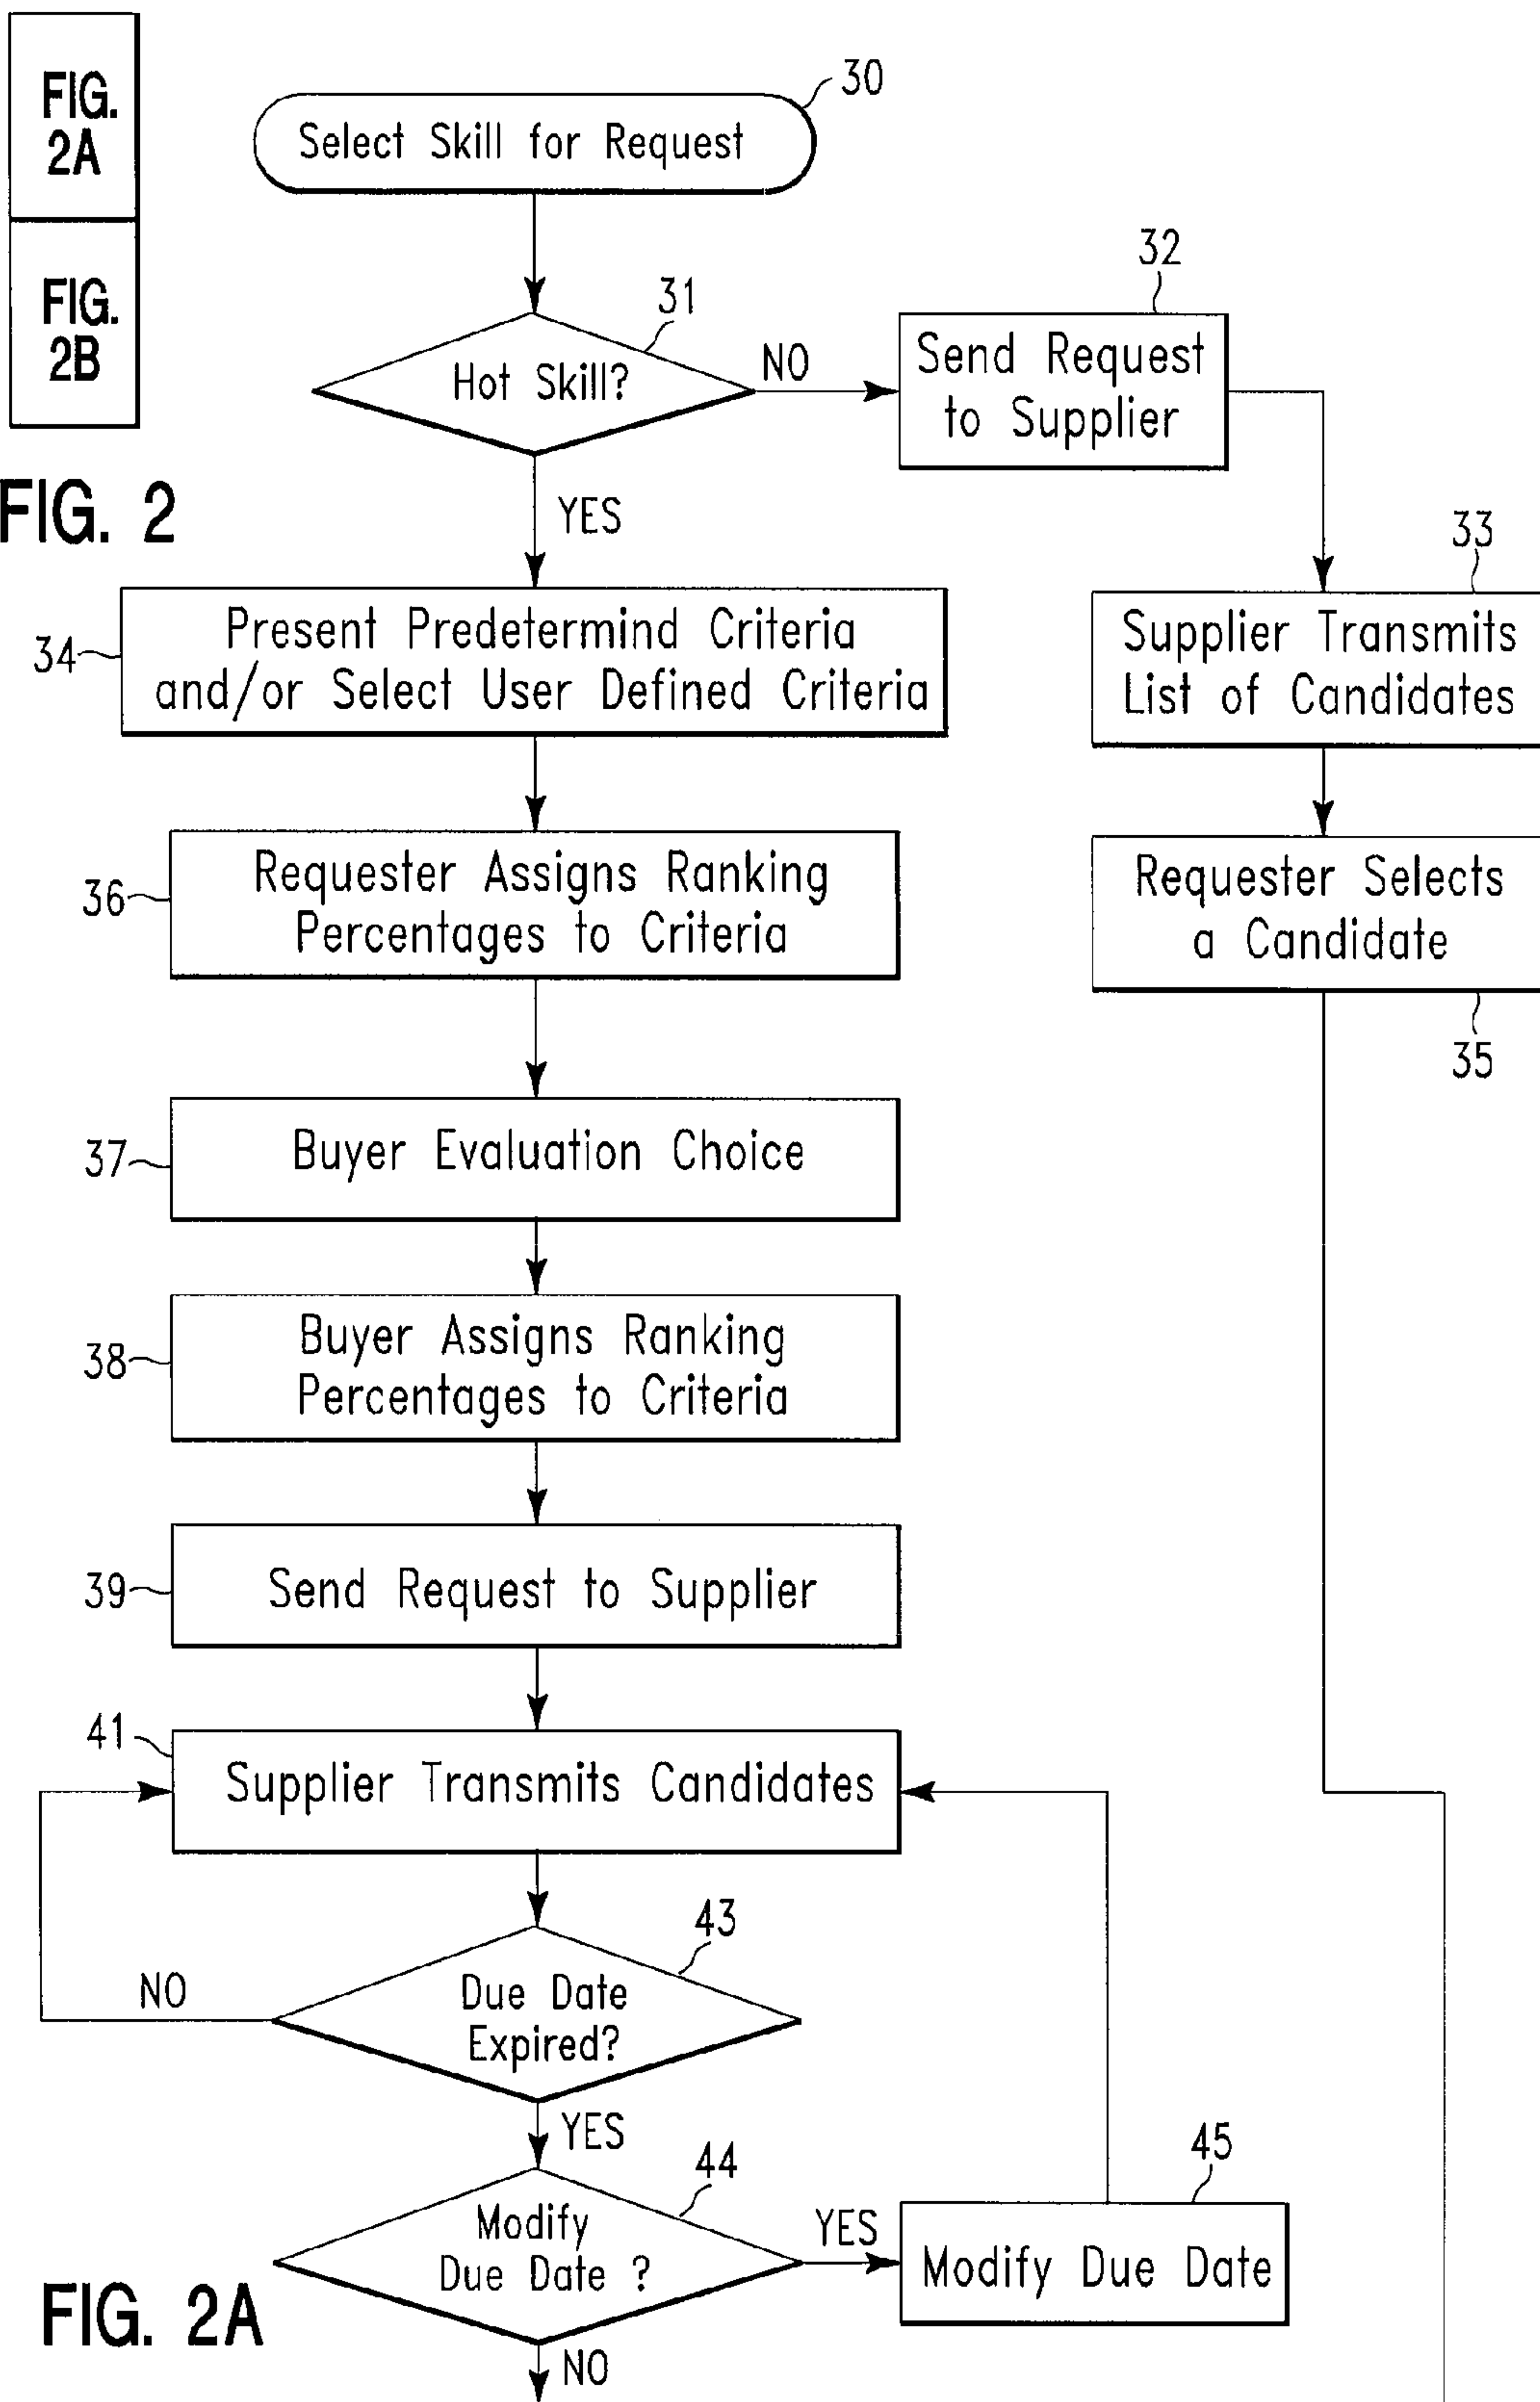 FIG.
2A
FIG.
2B
FIG. 2
30
Select Skill for Request
31
Hot Skill?
NO
YES
32
Send Request
to Supplier
33
Supplier Transmits
List of Candidates
Requester Selects
a Candidate
35
34
Present Predetermind Criteria
and/or Select User Defined Criteria
36
Requester Assigns Ranking
Percentages to Criteria
37
Buyer Evaluation Choice
38
Buyer Assigns Ranking
Percentages to Criteria
39
Send Request to Supplier
41
Supplier Transmits Candidates
43
Due Date
Expired?
NO
YES
44
Modify
Due Date ?
YES
45
Modify Due Date
NO
FIG. 2A